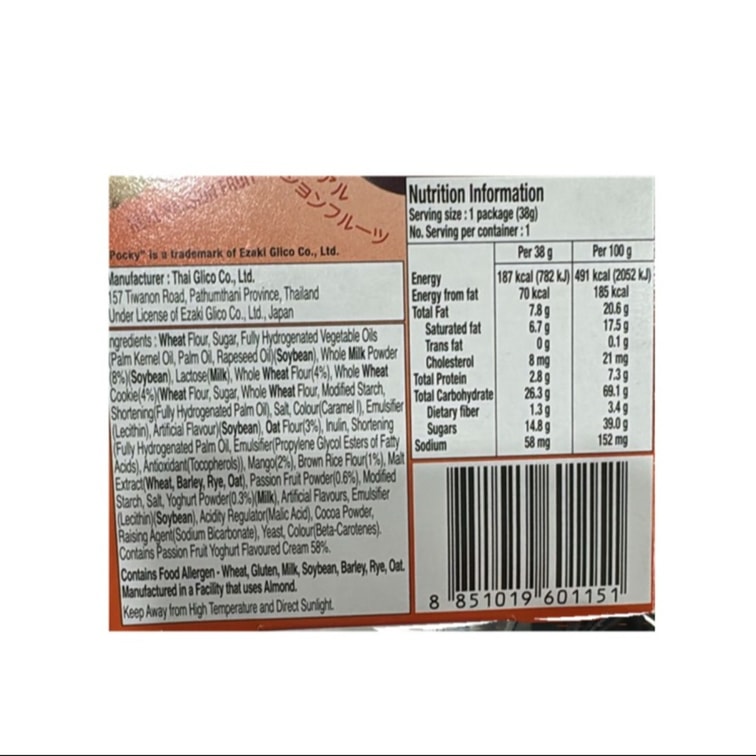 アル
ションフルーツ
Pocky" is a trademark of Ezaki Glico Co., Ltd.
Manufacturer : Thai Glico Co., Ltd.
157 Tiwanon Road, Pathumthani Province, Thailand
Under License of Ezaki Glico Co., Ltd., Japan
ngredients : Wheat Flour, Sugar, Fully Hydrogenated Vegetable Oils
(Palm Kernel Oil, Palm Oil, Rapeseed Oil)(Soybean), Whole Milk Powder
(8%)(Soybean), Lactose(Milk), Whole Wheat Flour(4%), Whole Wheat
Cookie(4%)(Wheat Flour, Sugar, Whole Wheat Flour, Modified Starch,
Shortening(Fully Hydrogenated Palm Oil), Salt, Colour(Caramel I), Emulsifier
(Lecithin), Artificial Flavour)(Soybean), Oat Flour(3%), Inulin, Shortening
(Fully Hydrogenated Palm Oil, Emulsifier(Propylene Glycol Esters of Fatty
Acids), Antioxidant(Tocopherols)), Mango(2%), Brown Rice Flour(1%), Malt
Extract(Wheat, Barley, Rye, Oat), Passion Fruit Powder(0.6%), Modified
Starch, Salt, Yoghurt Powder(0.3%)(Milk), Artificial Flavours, Emulsifier
(Lecithin)(Soybean), Acidity Regulator(Malic Acid), Cocoa Powder,
Raising Agent(Sodium Bicarbonate), Yeast, Colour(Beta-Carotenes).
Contains Passion Fruit Yoghurt Flavoured Cream 58%.
Contains Food Allergen - Wheat, Gluten, Milk, Soybean, Barley, Rye, Oat.
Manufactured in a Facility that uses Almond.
Keep Away from High Temperature and Direct Sunlight.
Nutrition Information
Serving size : 1 package (38g)
No. Serving per container : 1
Per 38 g Per 100 g
Energy 187 kcal (782 kJ) 491 kcal (2052 kJ)
Energy from fat 70 kcal 185 kcal
Total Fat 7.8 g 20.6 g
Saturated fat 6.7 g 17.5 g
Trans fat 0 g 0.1 g
Cholesterol 8 mg 21 mg
Total Protein 2.8 g 7.3 g
Total Carbohydrate 26.3 g 69.1 g
Dietary fiber 1.3 g 3.4 g
Sugars 14.8 g 39.0 g
Sodium 58 mg 152 mg
8 851019 601151